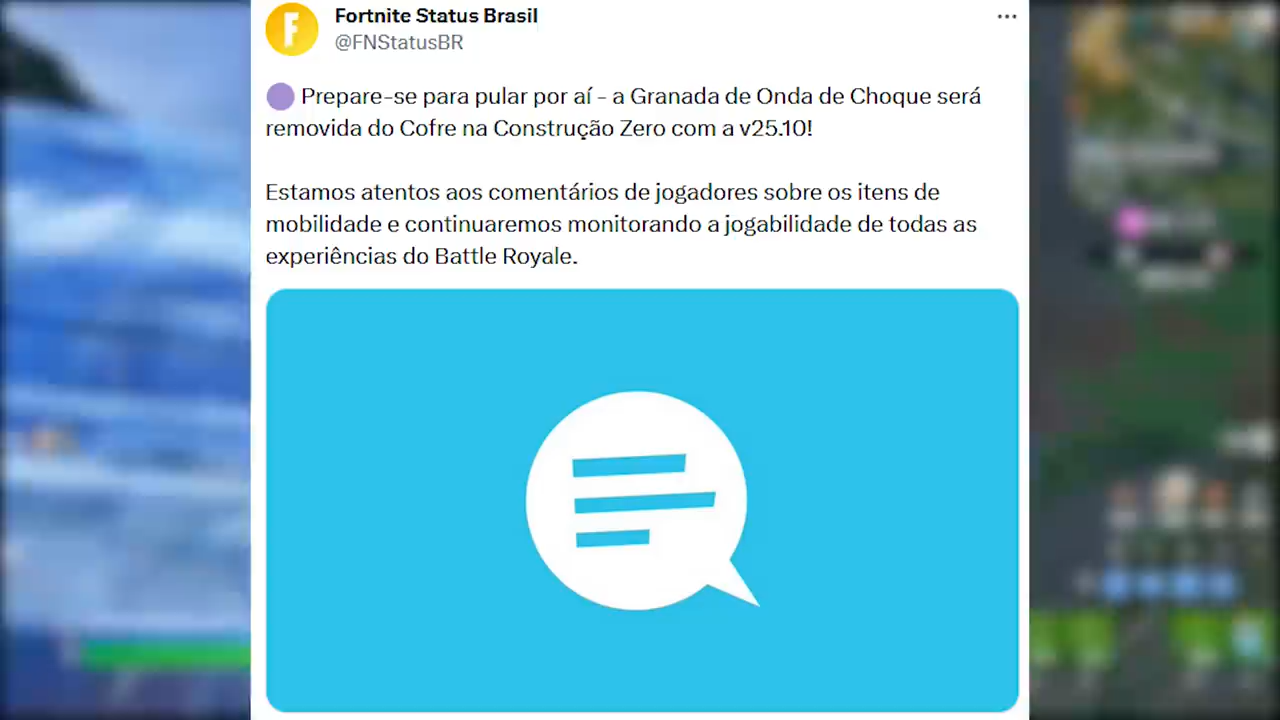 Fortnite Status Brasil
@FNStatusBR
Prepare-se para pular por aí - a Granada de Onda de Choque será
removida do Cofre na Construção Zero com a v25.10!
Estamos atentos aos comentários de jogadores sobre os itens de
mobilidade e continuaremos monitorando a jogabilidade de todas as
experiências do Battle Royale.